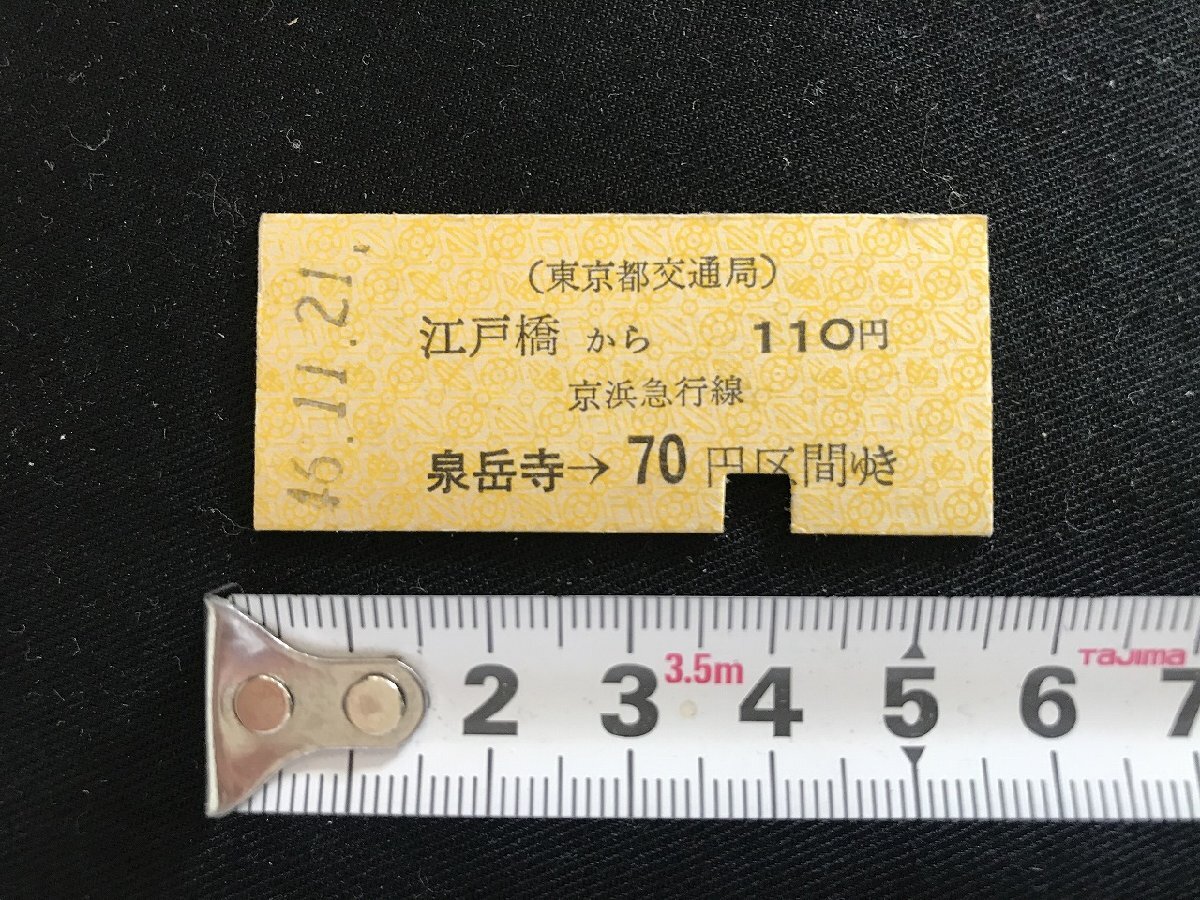 (東京都交通局)
江戸橋 から 110円
京浜急行線
泉岳寺→ 70 円区間ゆき
46.11.21.
3.5m
TAJIMA
2 3 4 5 6 7